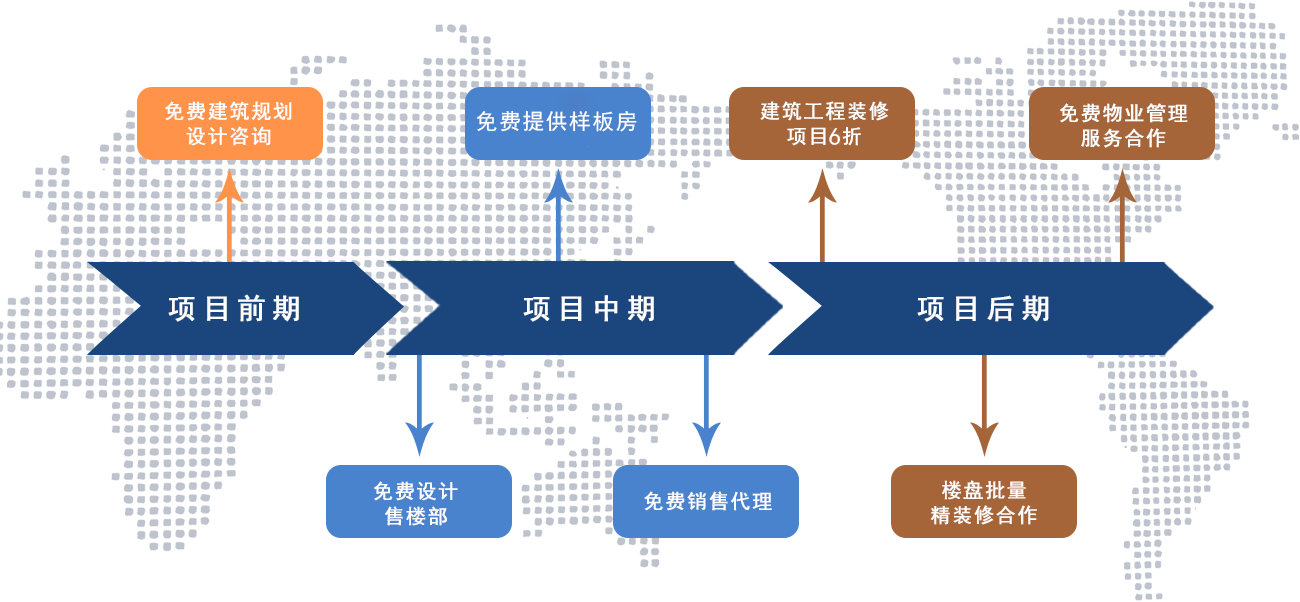 免费建筑规划
设计咨询
免费提供样板房
建筑工程装修
项目6折
免费物业管理
服务合作
项目前期
项目中期
项目后期
免费设计
售楼部
免费销售代理
楼盘批量
精装修合作